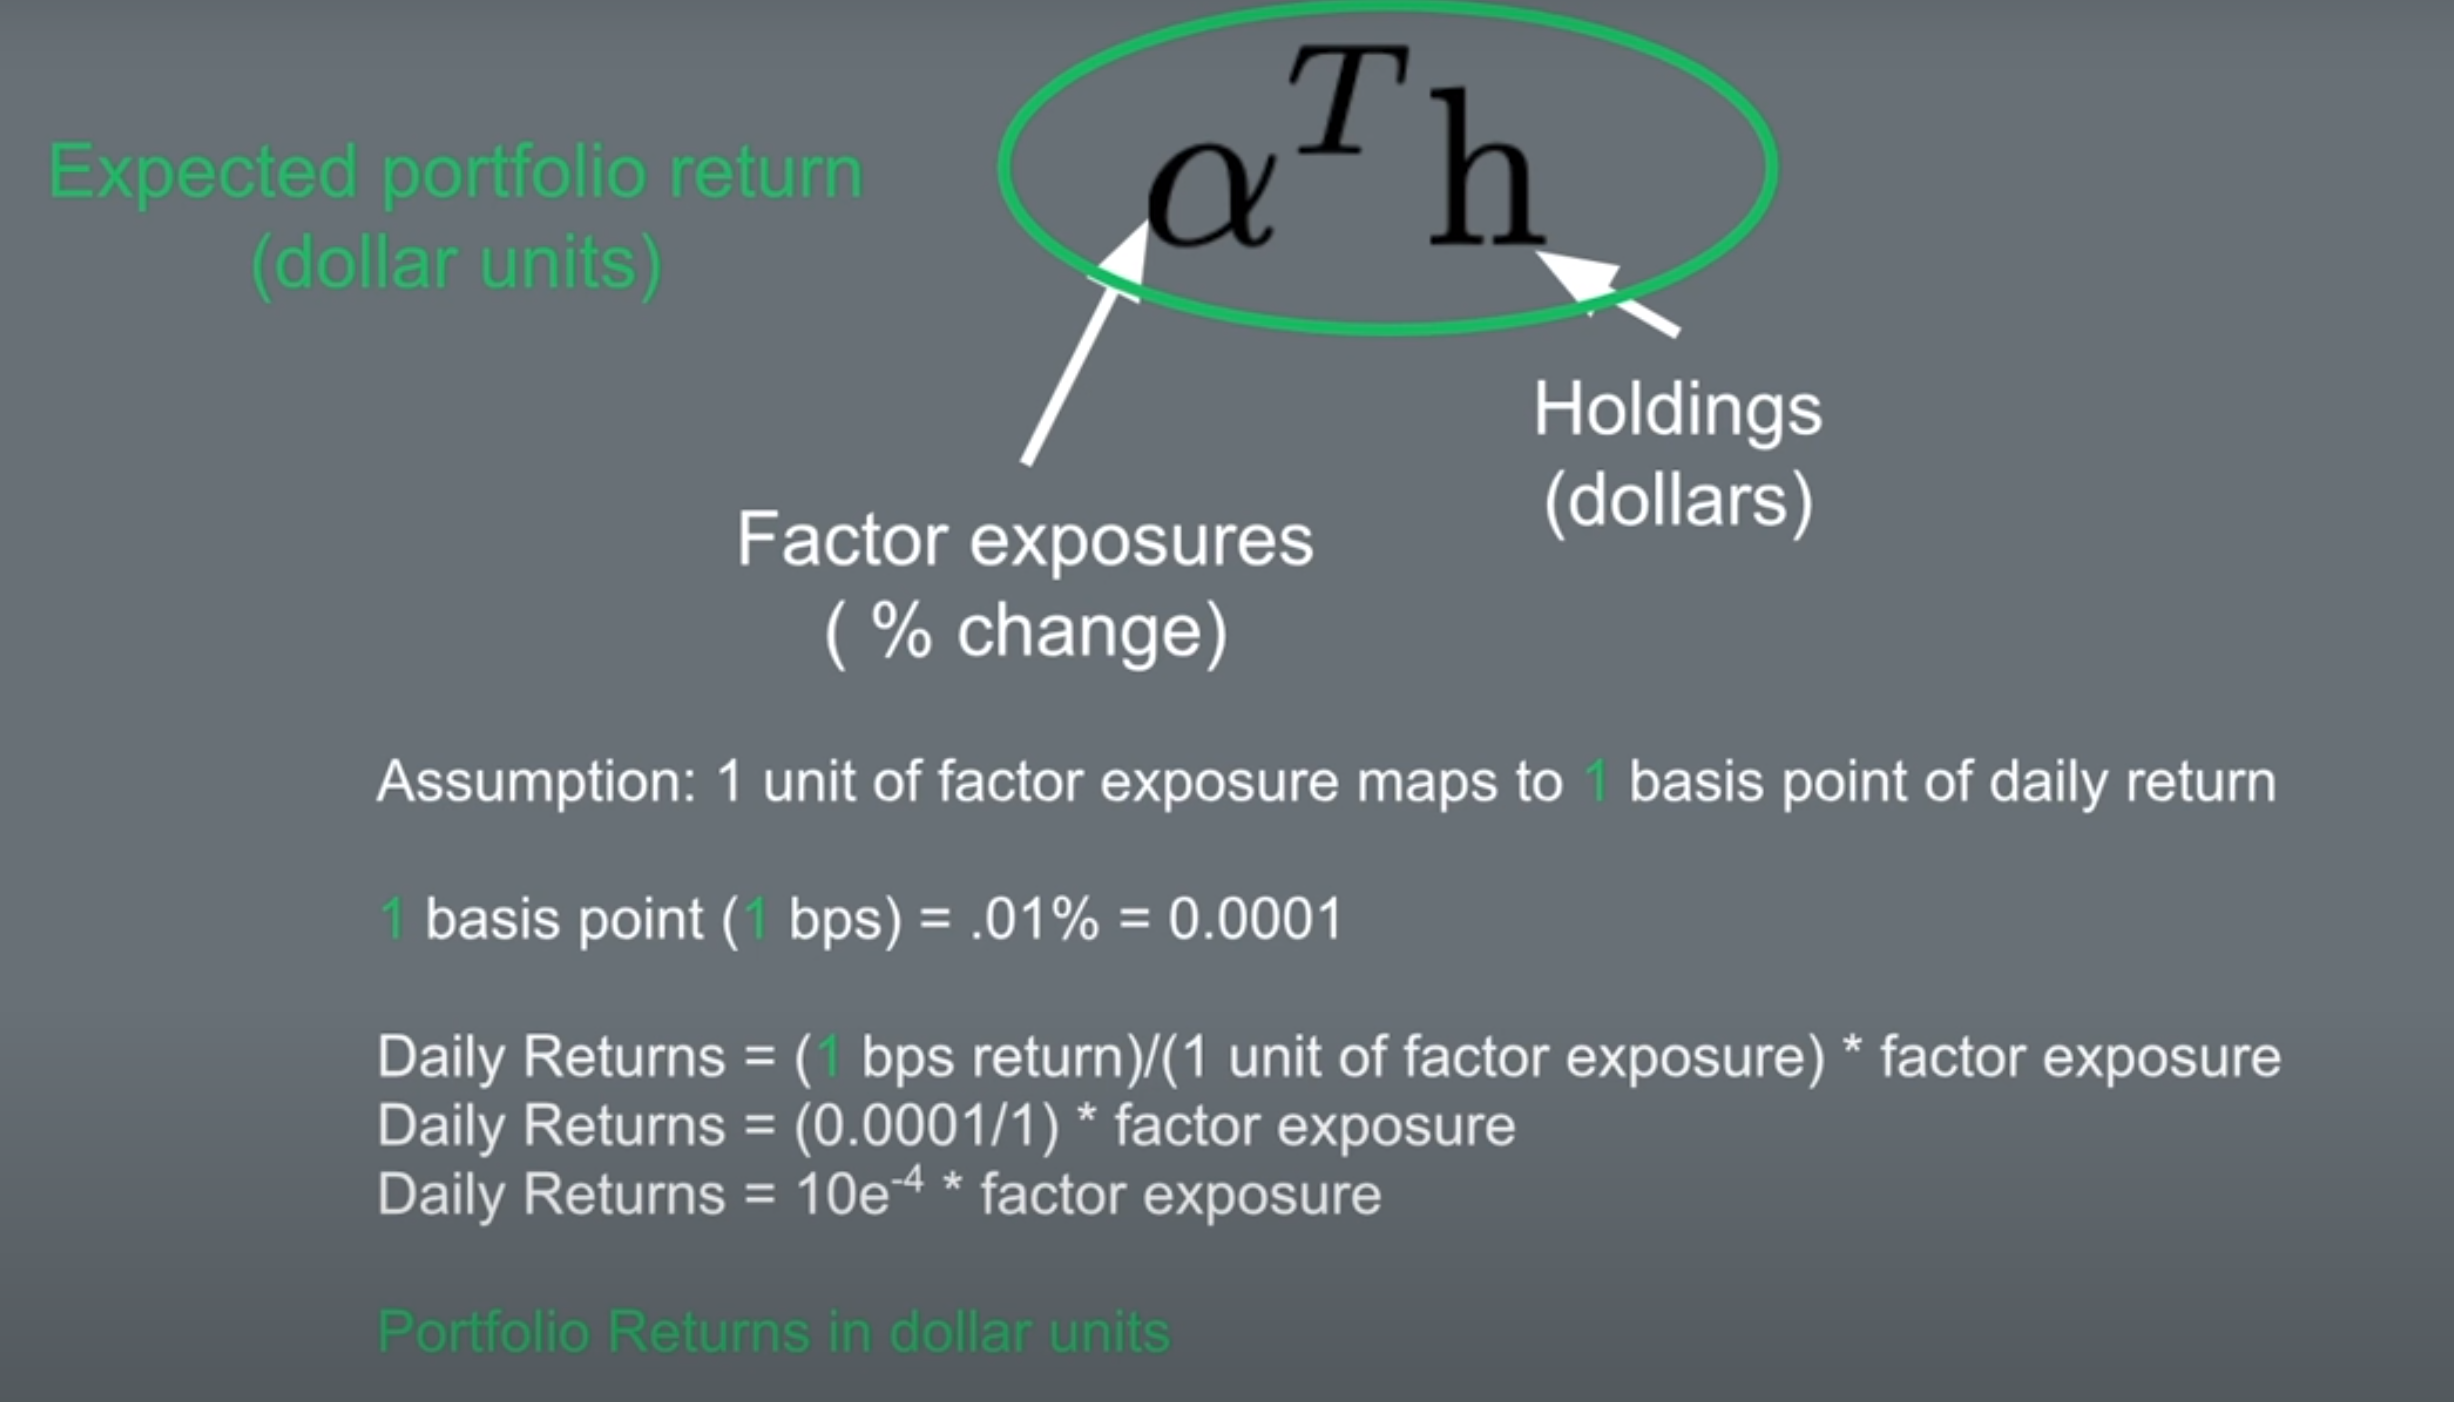 αᵀh
Expected portfolio return
(dollar units)
Holdings
(dollars)
Factor exposures
( % change)
Assumption: 1 unit of factor exposure maps to 1 basis point of daily return
1 basis point (1 bps) = .01% = 0.0001
Daily Returns = (1 bps return)/(1 unit of factor exposure) * factor exposure
Daily Returns = (0.0001/1) * factor exposure
Daily Returns = 10e⁻⁴ * factor exposure
Portfolio Returns in dollar units